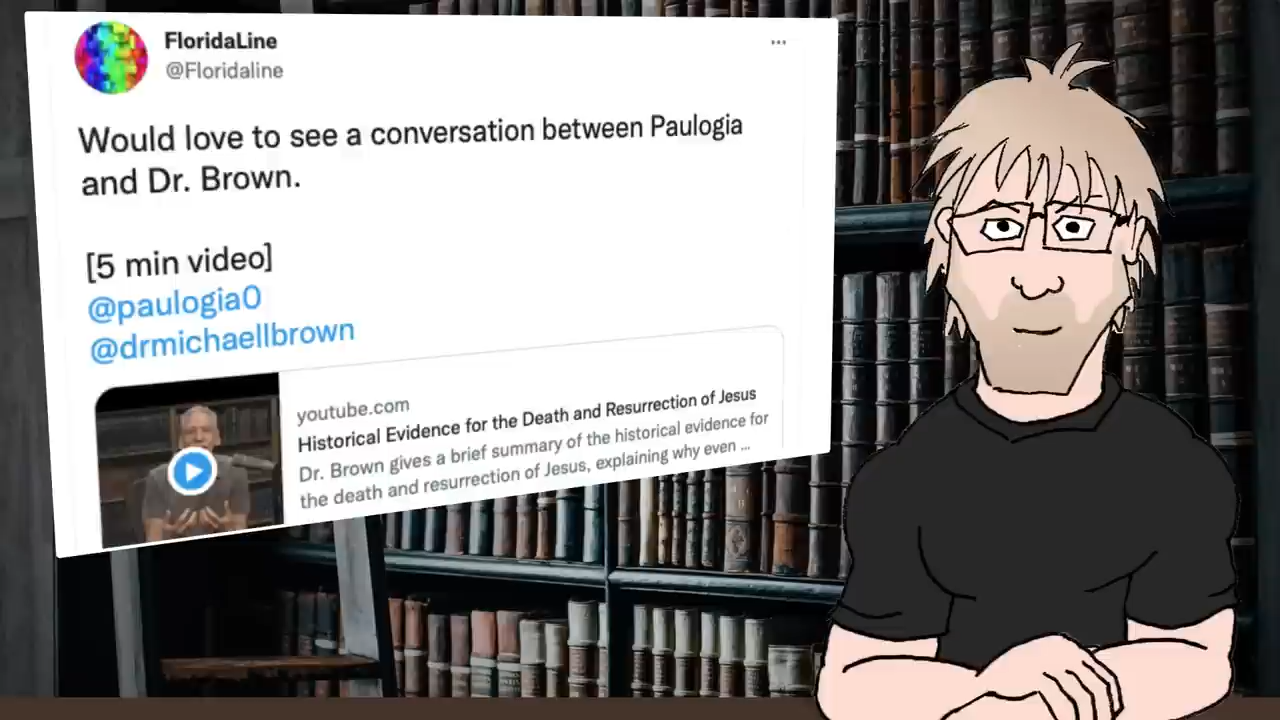 FloridaLine
@Floridaline
Would love to see a conversation between Paulogia
and Dr. Brown.
[5 min video]
@paulogia0
@drmichaellbrown
youtube.com
Historical Evidence for the Death and Resurrection of Jesus
Dr. Brown gives a brief summary of the historical evidence for
the death and resurrection of Jesus, explaining why even ...